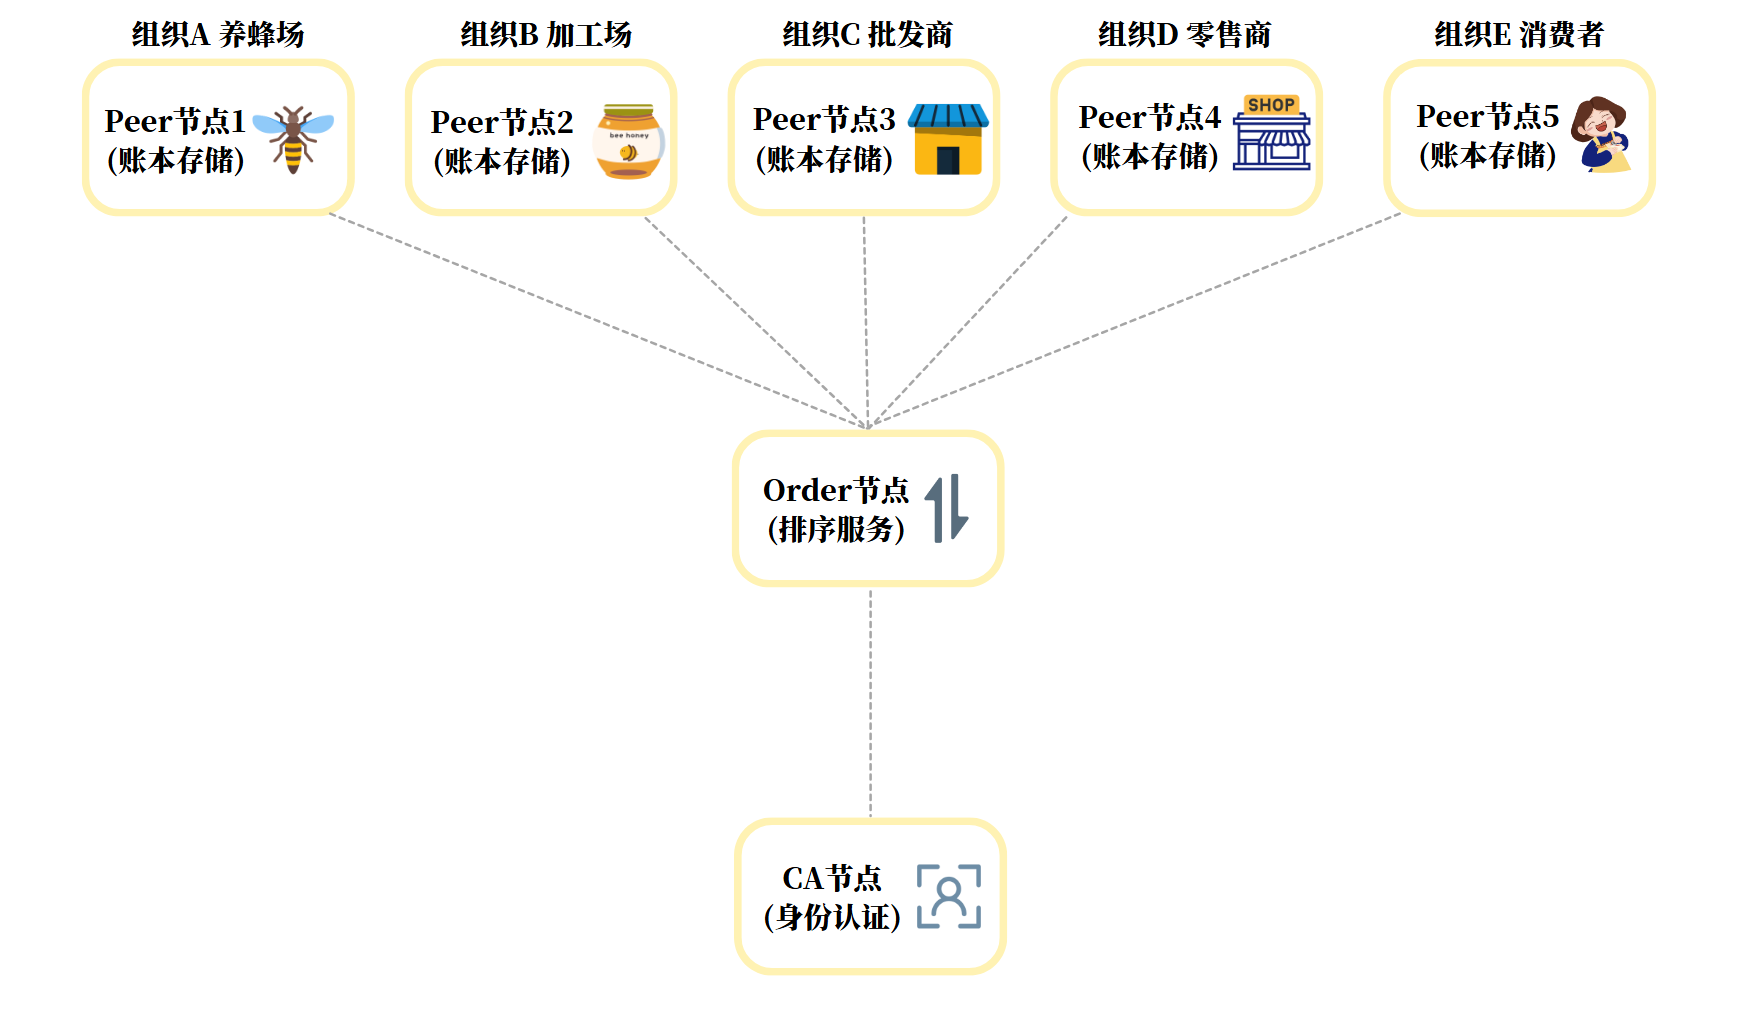 组织A 养蜂场
组织B 加工场
组织C 批发商
组织D 零售商
组织E 消费者
Peer节点1
(账本存储)
Peer节点2
(账本存储)
bee honey
Peer节点3
(账本存储)
Peer节点4
(账本存储)
SHOP
Peer节点5
(账本存储)
Order节点
(排序服务)
CA节点
(身份认证)